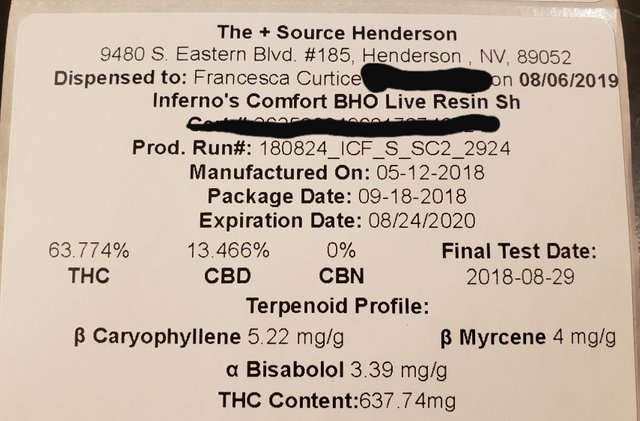 The + Source Henderson
9480 S. Eastern Blvd. #185, Henderson , NV, 89052
Dispensed to: Francesca Curtice on 08/06/2019
Inferno's Comfort BHO Live Resin Sh
Prod. Run#: 180824_ICF_S_SC2_2924
Manufactured On: 05-12-2018
Package Date: 09-18-2018
Expiration Date: 08/24/2020
63.774% 13.466% 0% Final Test Date:
THC CBD CBN 2018-08-29
Terpenoid Profile:
β Caryophyllene 5.22 mg/g β Myrcene 4 mg/g
α Bisabolol 3.39 mg/g
THC Content:637.74mg